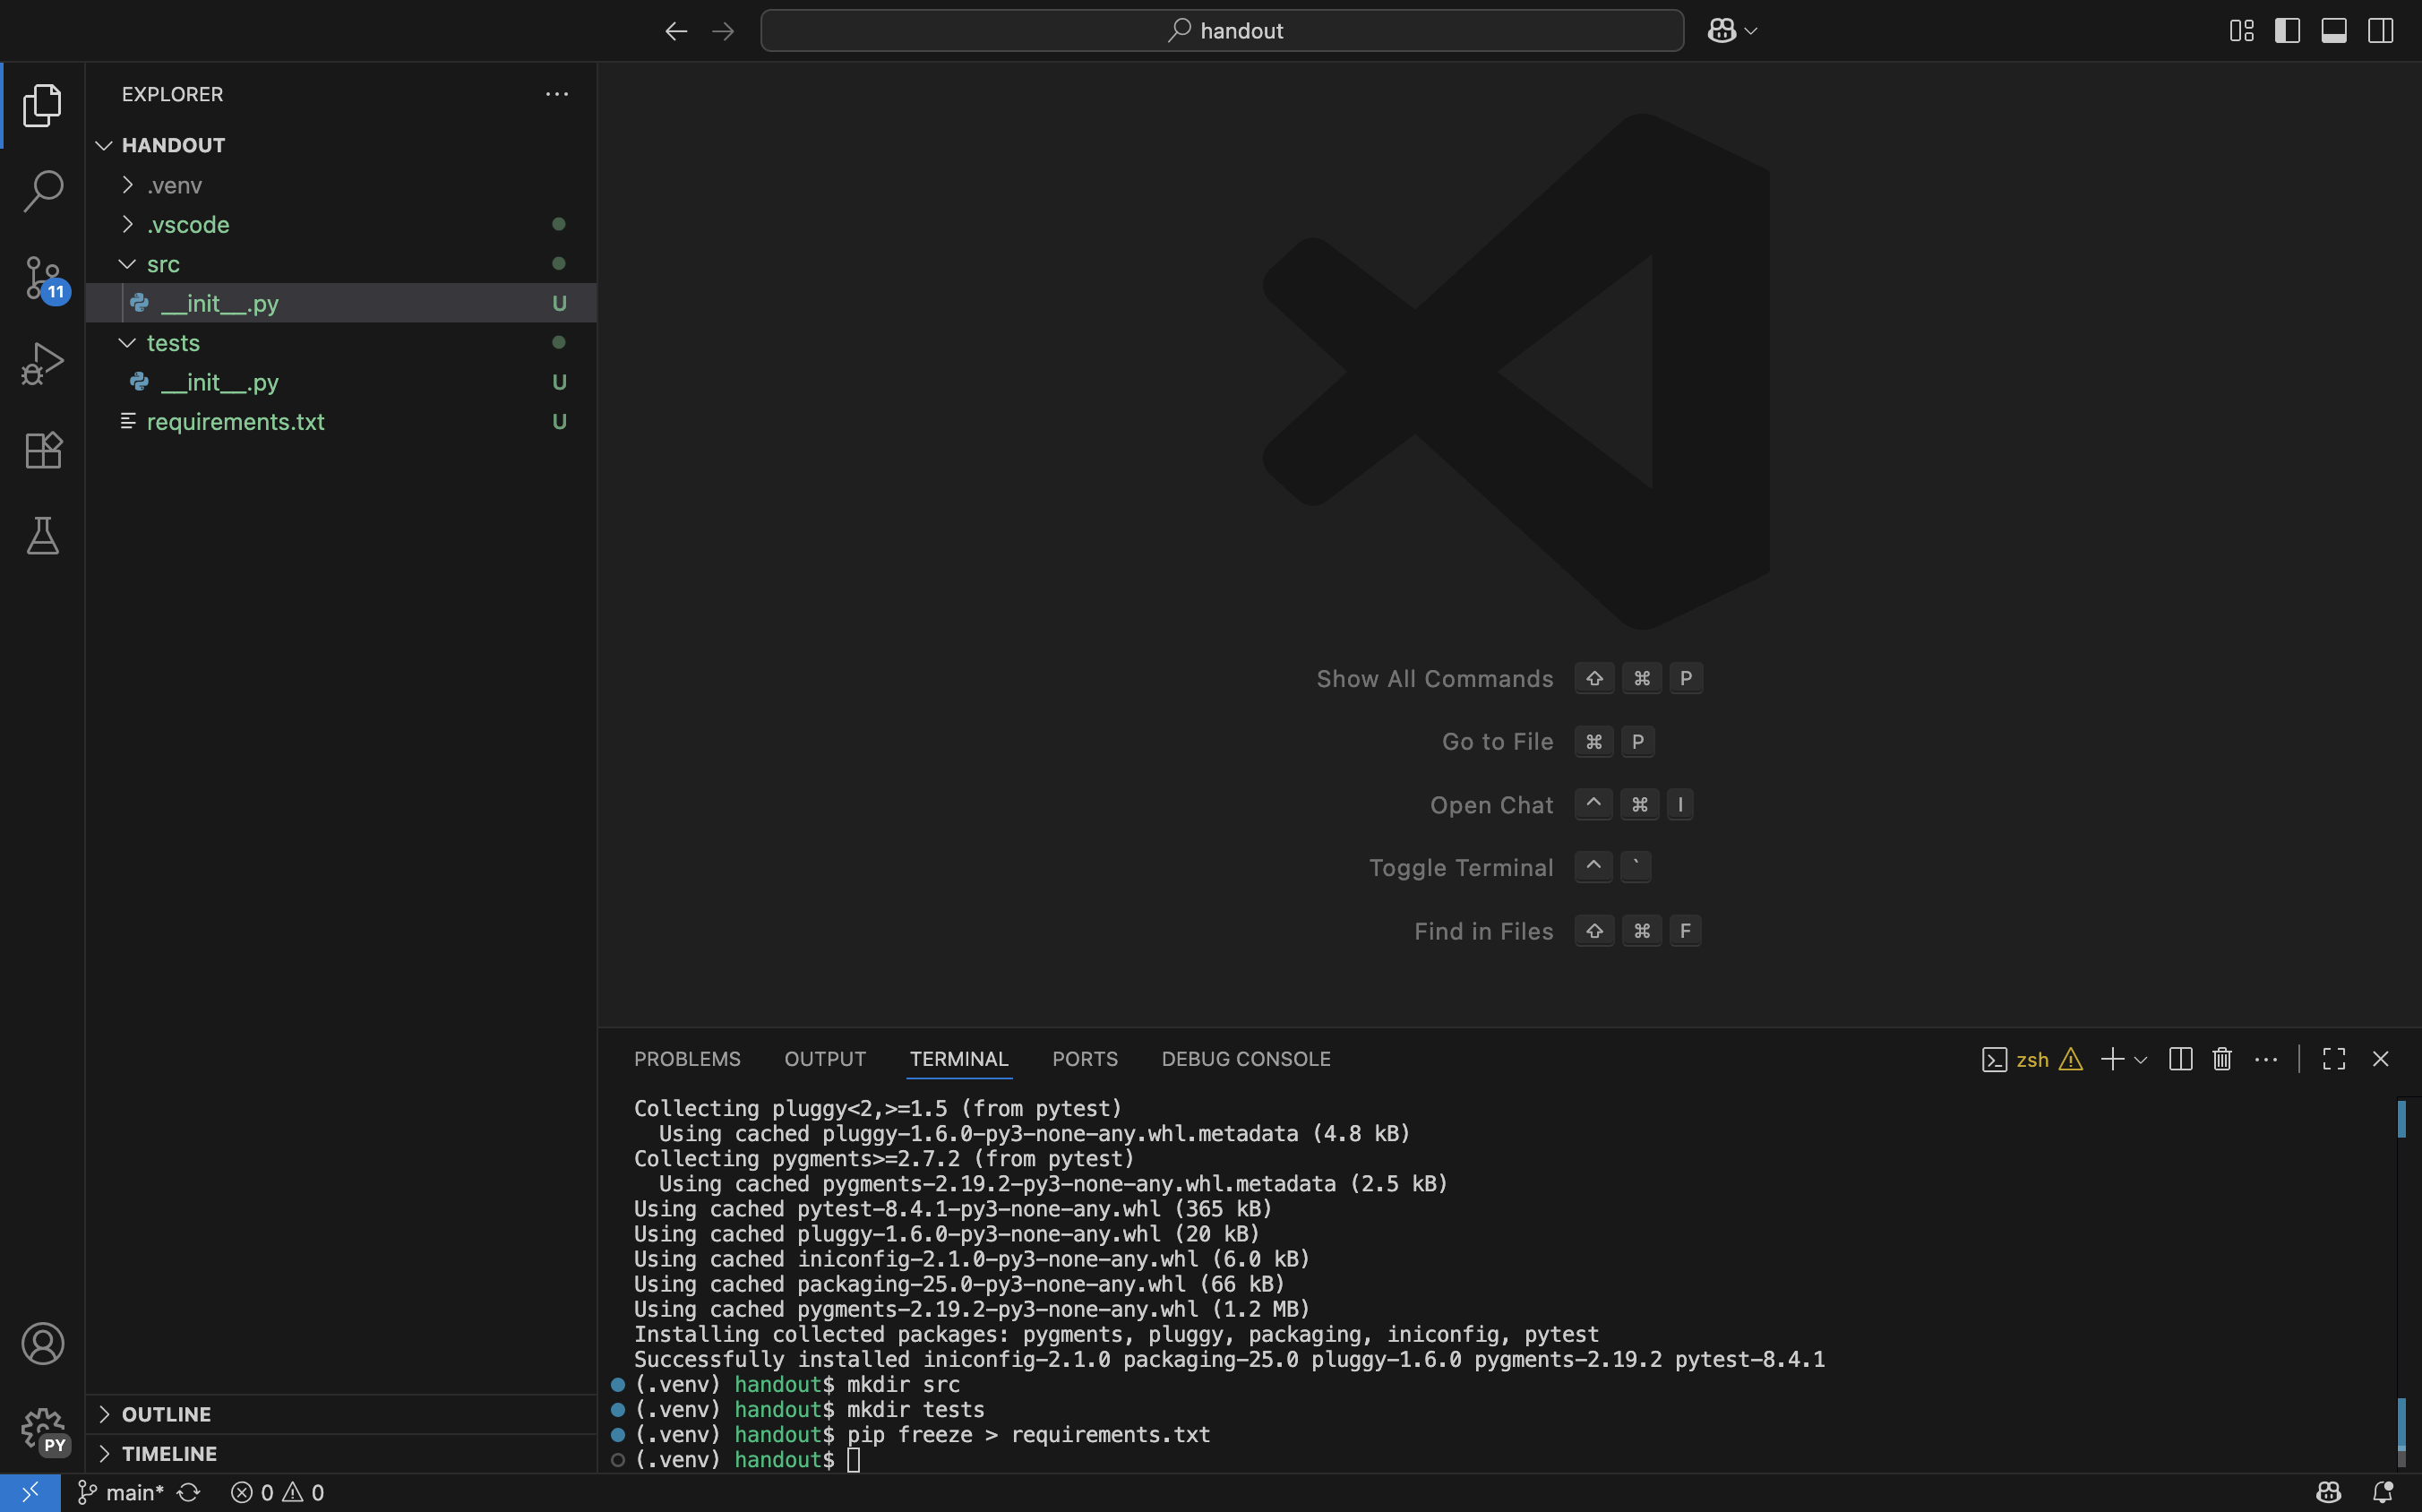 handout
EXPLORER
HANDOUT
.venv
.vscode
src
__init__.py U
tests
__init__.py U
requirements.txt U
11
Show All Commands ⇧ ⌘ P
Go to File ⌘ P
Open Chat ^ ⌘ I
Toggle Terminal ^ `
Find in Files ⇧ ⌘ F
PROBLEMS OUTPUT TERMINAL PORTS DEBUG CONSOLE zsh
Collecting pluggy<2,>=1.5 (from pytest)
Using cached pluggy-1.6.0-py3-none-any.whl.metadata (4.8 kB)
Collecting pygments>=2.7.2 (from pytest)
Using cached pygments-2.19.2-py3-none-any.whl.metadata (2.5 kB)
Using cached pytest-8.4.1-py3-none-any.whl (365 kB)
Using cached pluggy-1.6.0-py3-none-any.whl (20 kB)
Using cached iniconfig-2.1.0-py3-none-any.whl (6.0 kB)
Using cached packaging-25.0-py3-none-any.whl (66 kB)
Using cached pygments-2.19.2-py3-none-any.whl (1.2 MB)
Installing collected packages: pygments, pluggy, packaging, iniconfig, pytest
Successfully installed iniconfig-2.1.0 packaging-25.0 pluggy-1.6.0 pygments-2.19.2 pytest-8.4.1
(.venv) handout$ mkdir src
(.venv) handout$ mkdir tests
(.venv) handout$ pip freeze > requirements.txt
(.venv) handout$
OUTLINE
TIMELINE
PY
main* 0 0